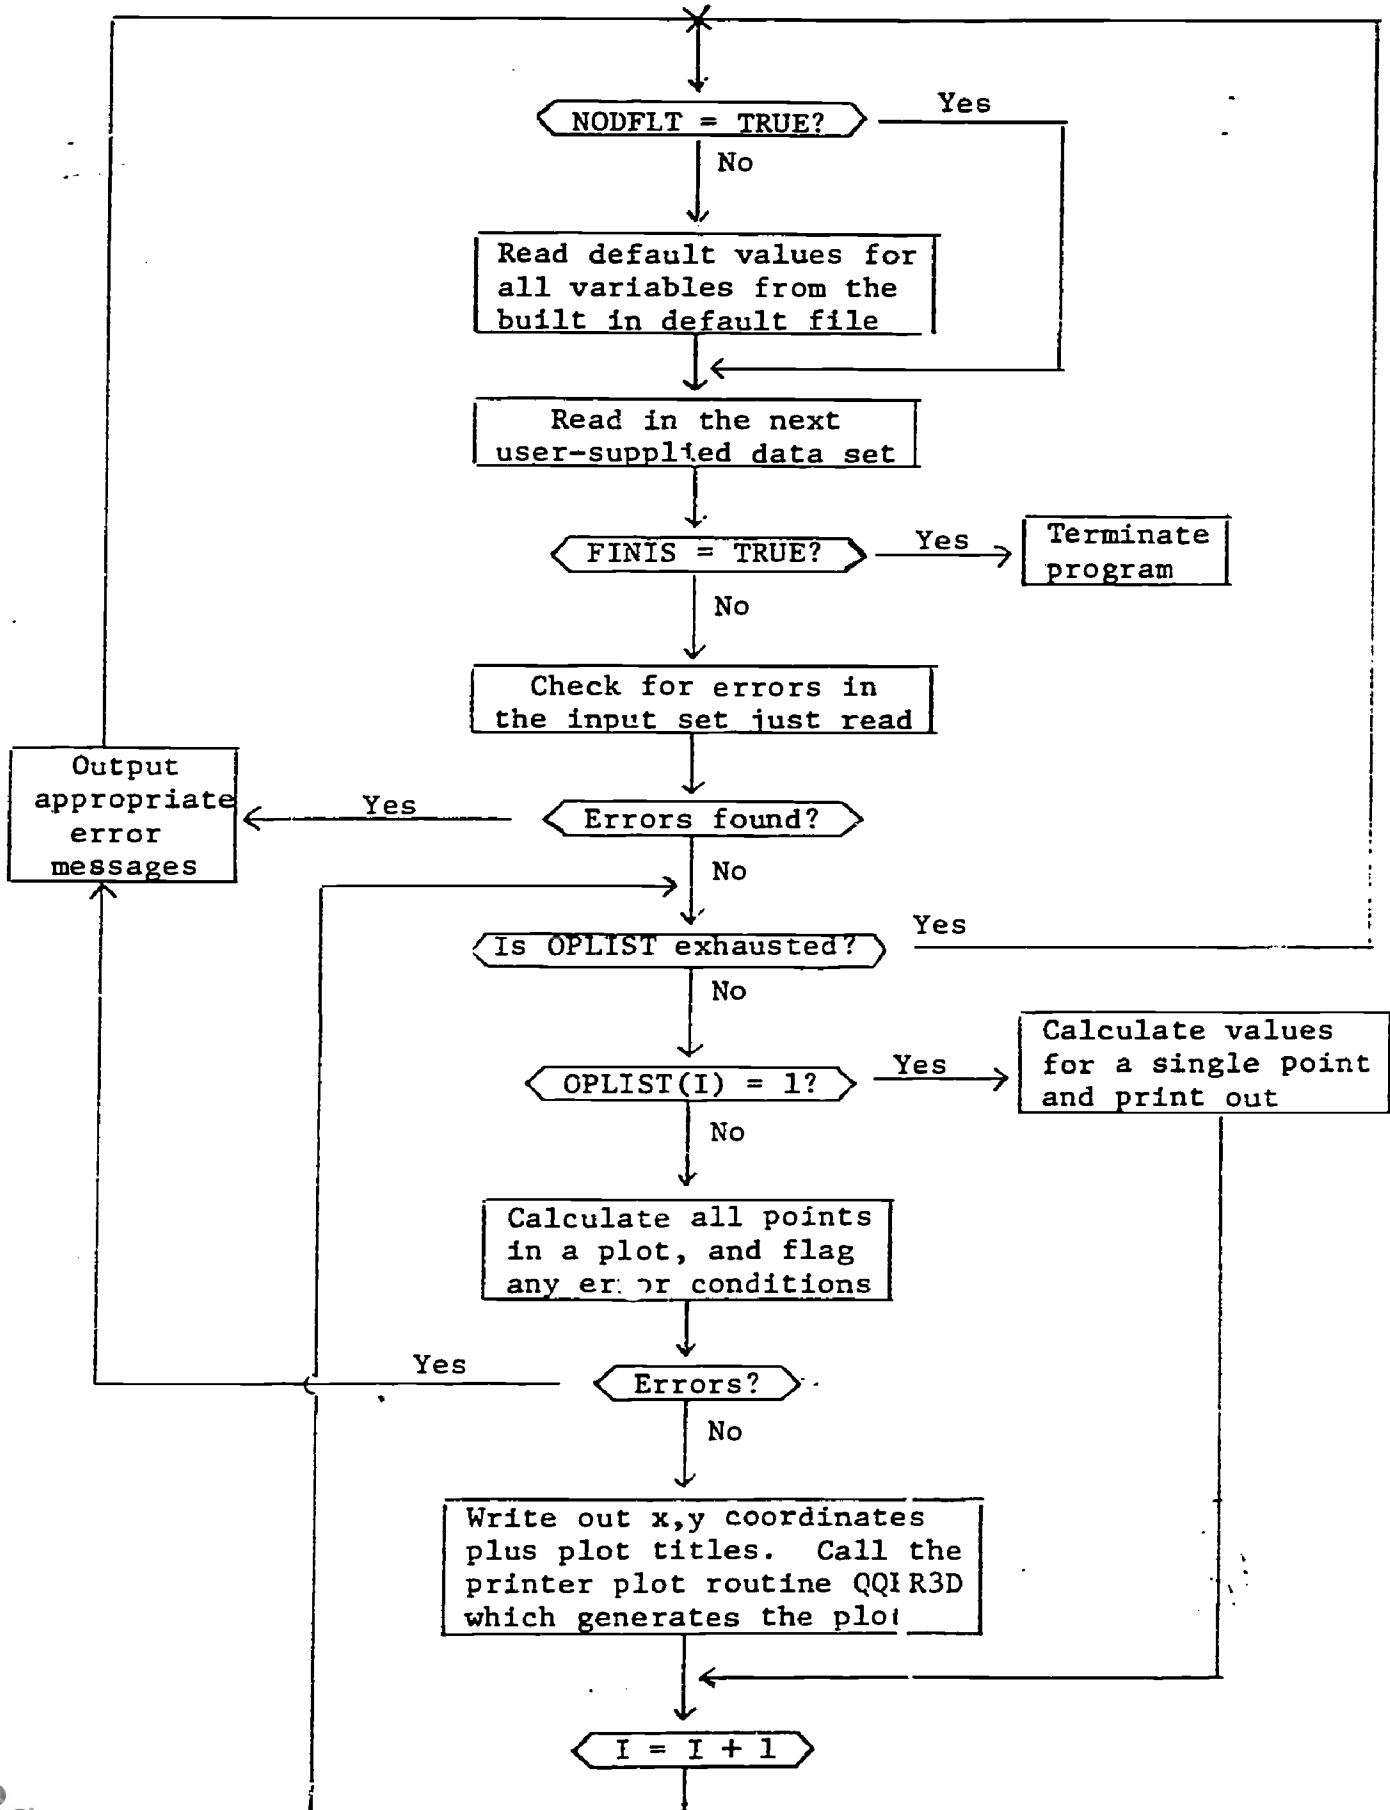 NODFLT = TRUE?
Yes
No
Read default values for
all variables from the
built in default file
Read in the next
user-supplied data set
FINIS = TRUE?
Yes
Terminate
program
No
Check for errors in
the input set just read
Output
appropriate
error
messages
Yes
Errors found?
No
Is OPLIST exhausted?
Yes
No
OPLIST(I) = 1?
Yes
Calculate values
for a single point
and print out
No
Calculate all points
in a plot, and flag
any error conditions
Yes
Errors?
No
Write out x,y coordinates
plus plot titles. Call the
printer plot routine
which generates the plot
I = I + 1